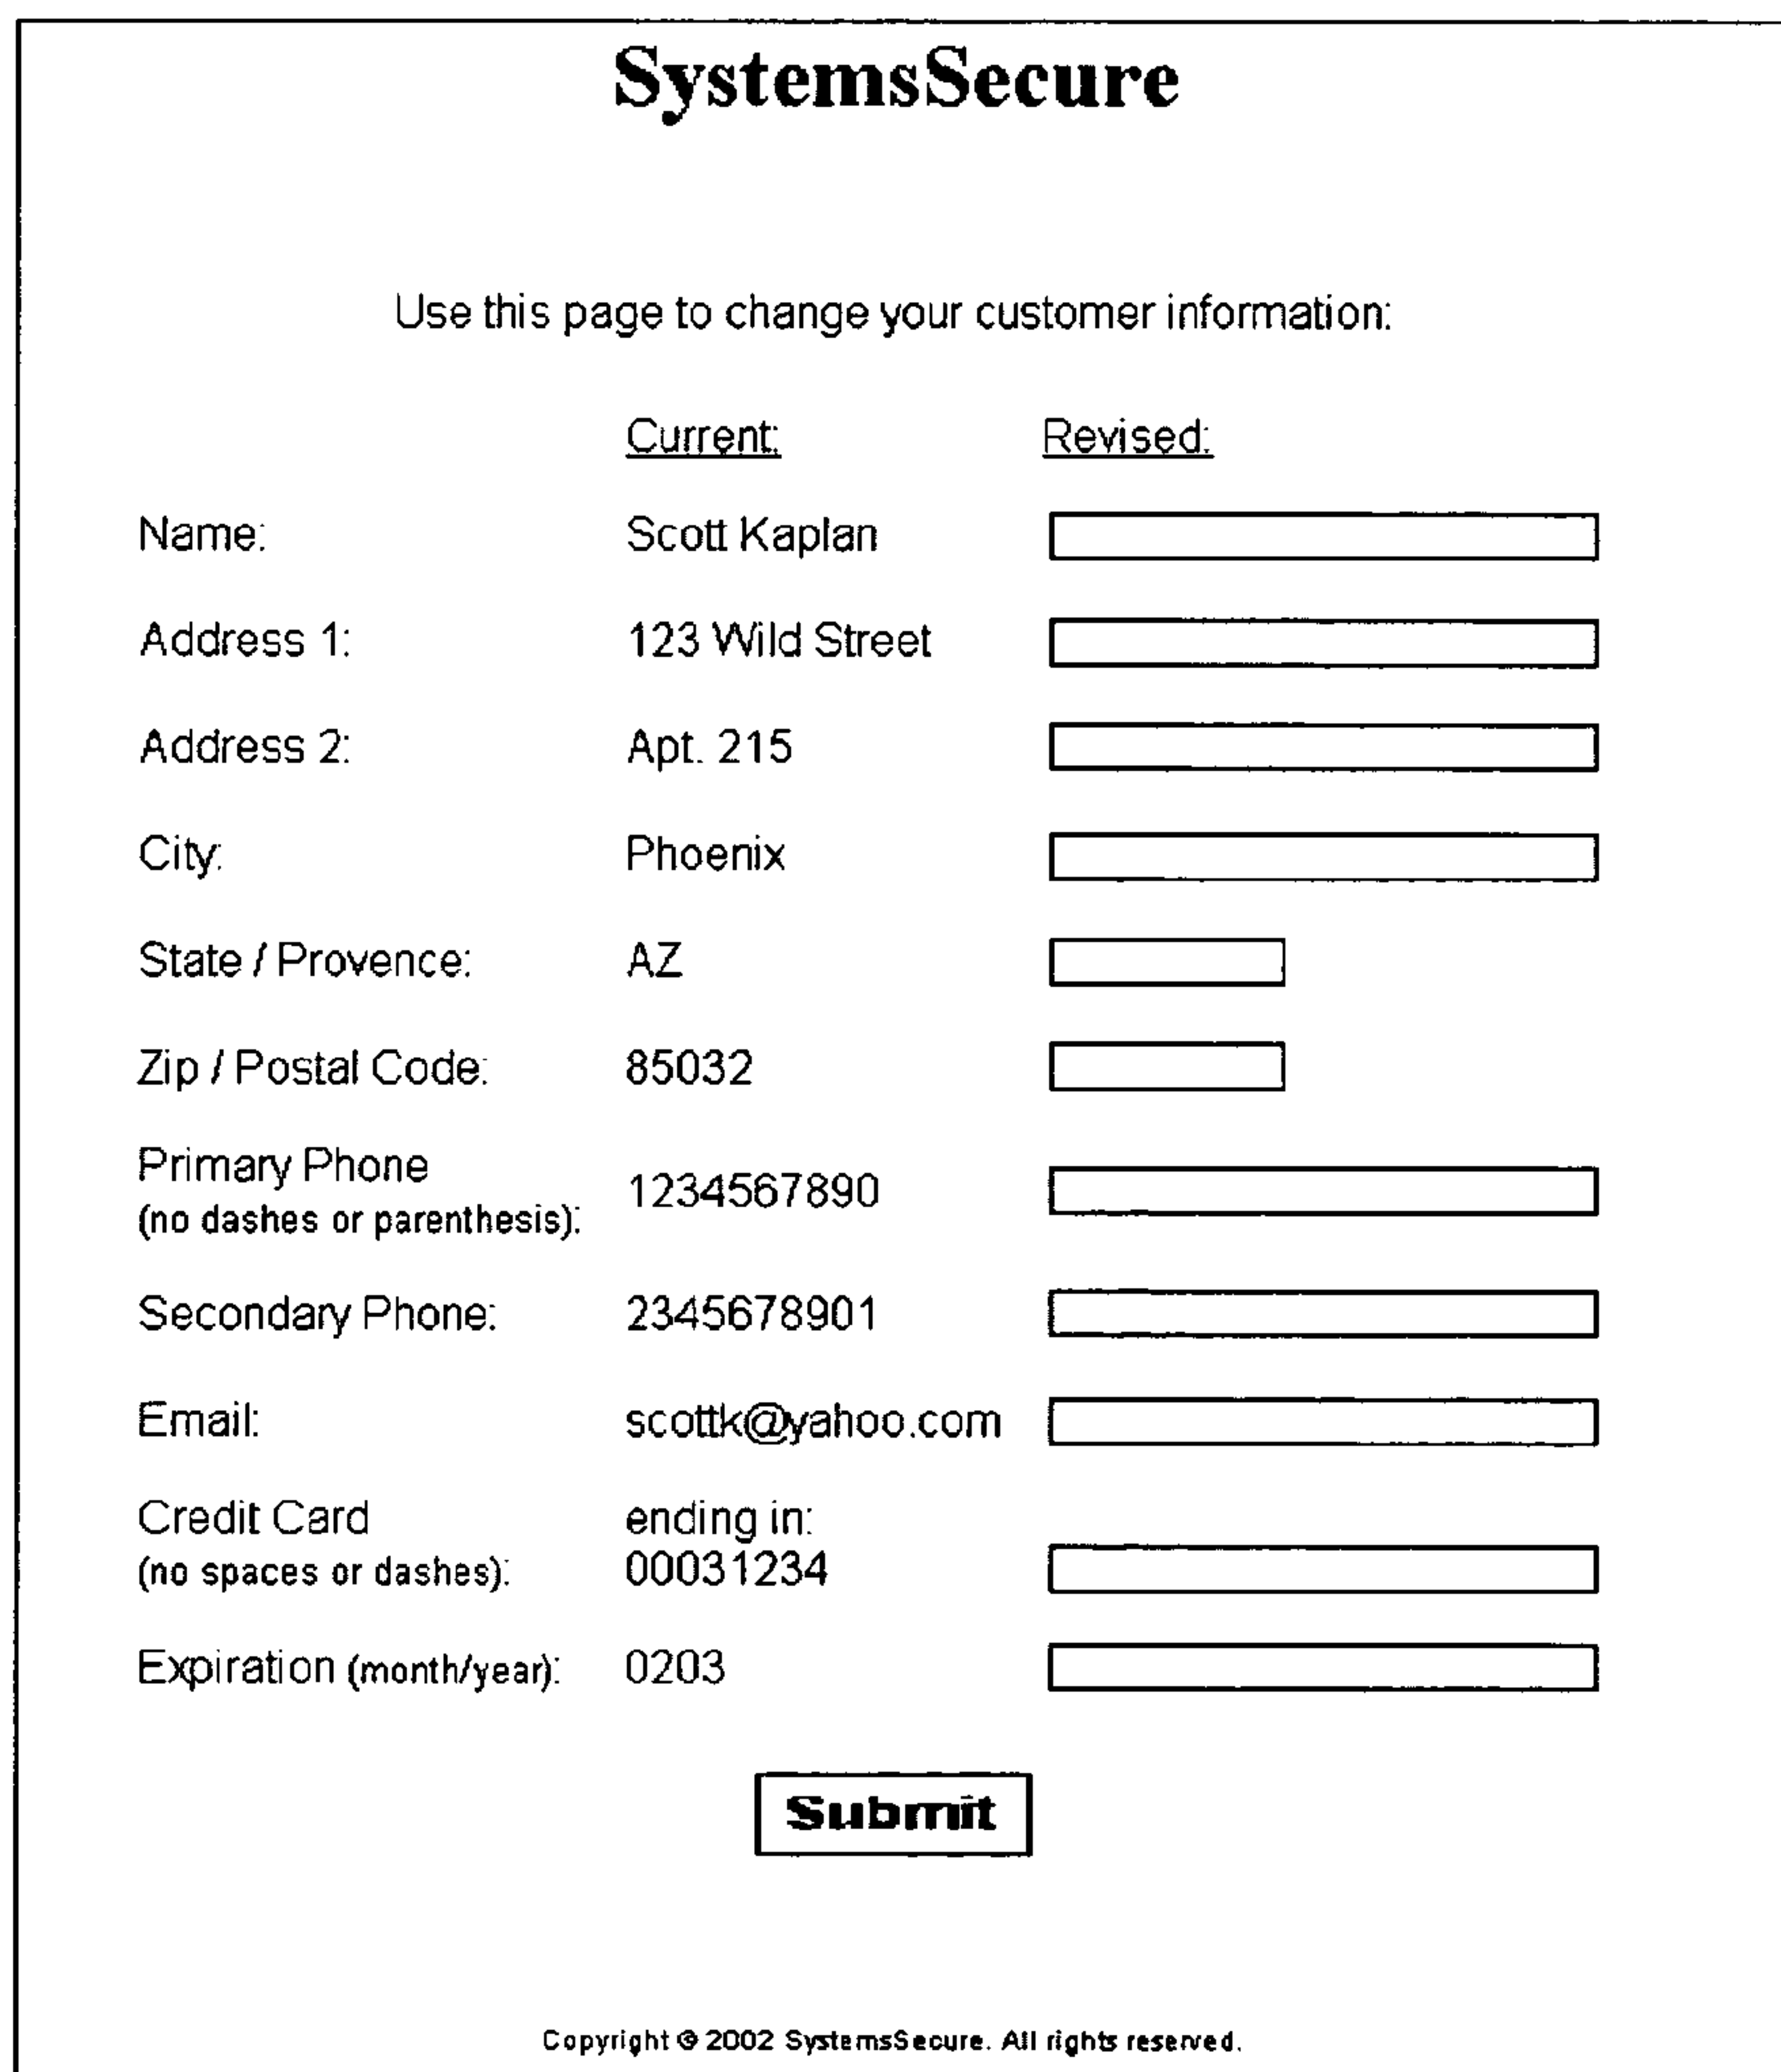 SystemsSecure
Use this page to change your customer information:
Current: Revised:
Name: Scott Kaplan
Address 1: 123 Wild Street
Address 2: Apt. 215
City: Phoenix
State / Provence: AZ
Zip / Postal Code: 85032
Primary Phone
(no dashes or parenthesis): 1234567890
Secondary Phone: 2345678901
Email: scottk@yahoo.com
Credit Card ending in:
(no spaces or dashes): 00031234
Expiration (month/year): 0203
Submit
Copyright © 2002 SystemsSecure. All rights reserved.